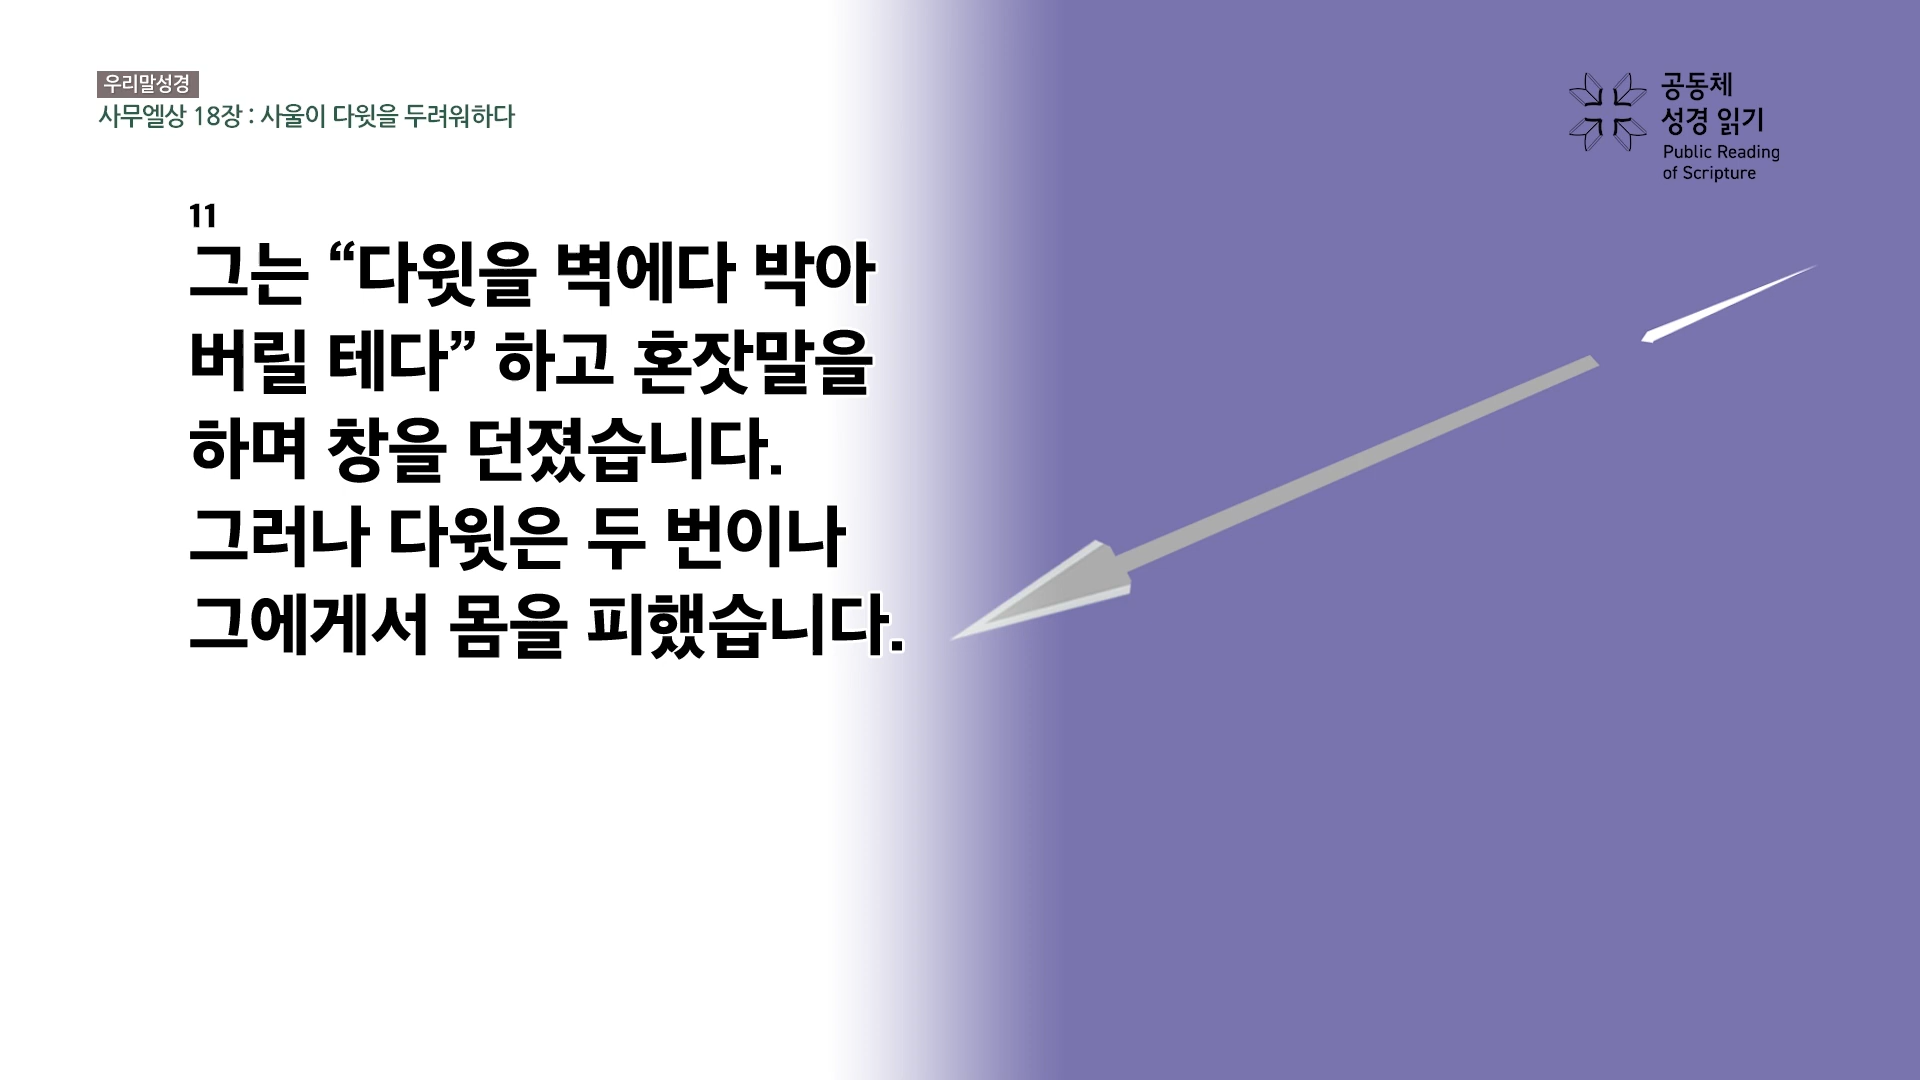 우리말성경
사무엘상 18장 : 사울이 다윗을 두려워하다
공동체
성경 읽기
Public Reading
of Scripture
11
그는 “다윗을 벽에다 박아
버릴 테다” 하고 혼잣말을
하며 창을 던졌습니다.
그러나 다윗은 두 번이나
그에게서 몸을 피했습니다.